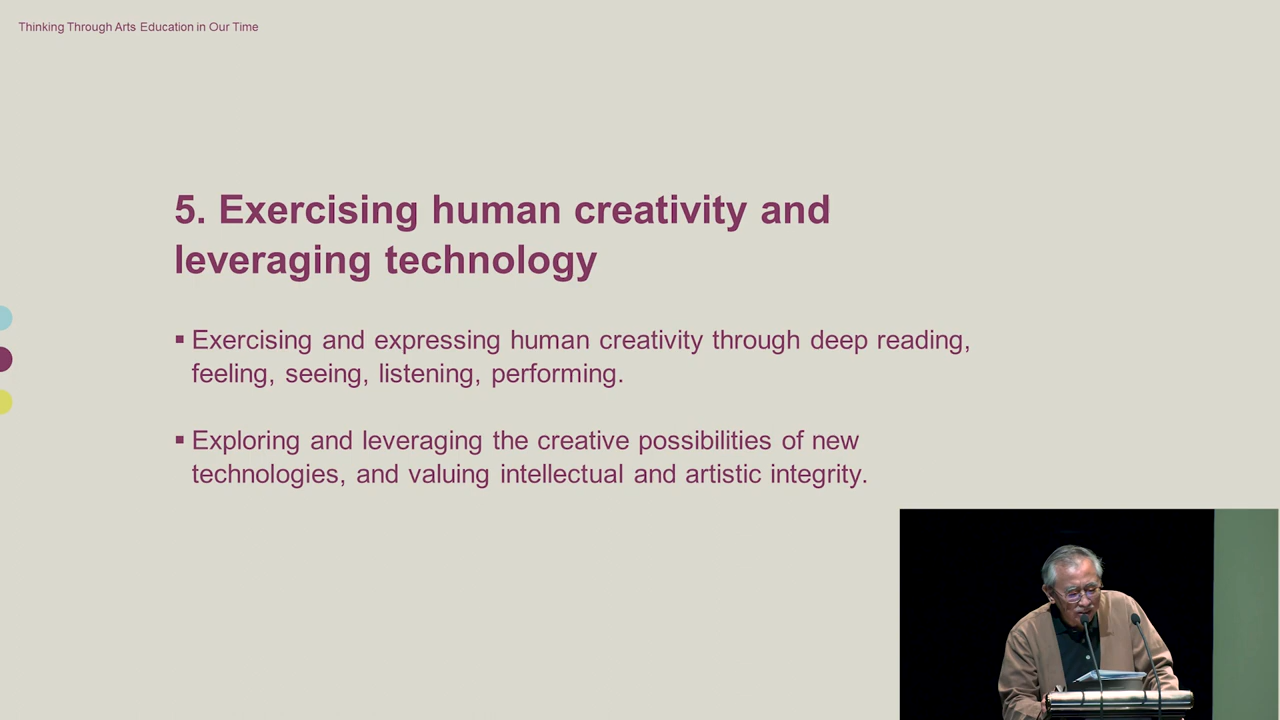 Thinking Through Arts Education in Our Time
5. Exercising human creativity and
leveraging technology
▪ Exercising and expressing human creativity through deep reading,
feeling, seeing, listening, performing.
▪ Exploring and leveraging the creative possibilities of new
technologies, and valuing intellectual and artistic integrity.